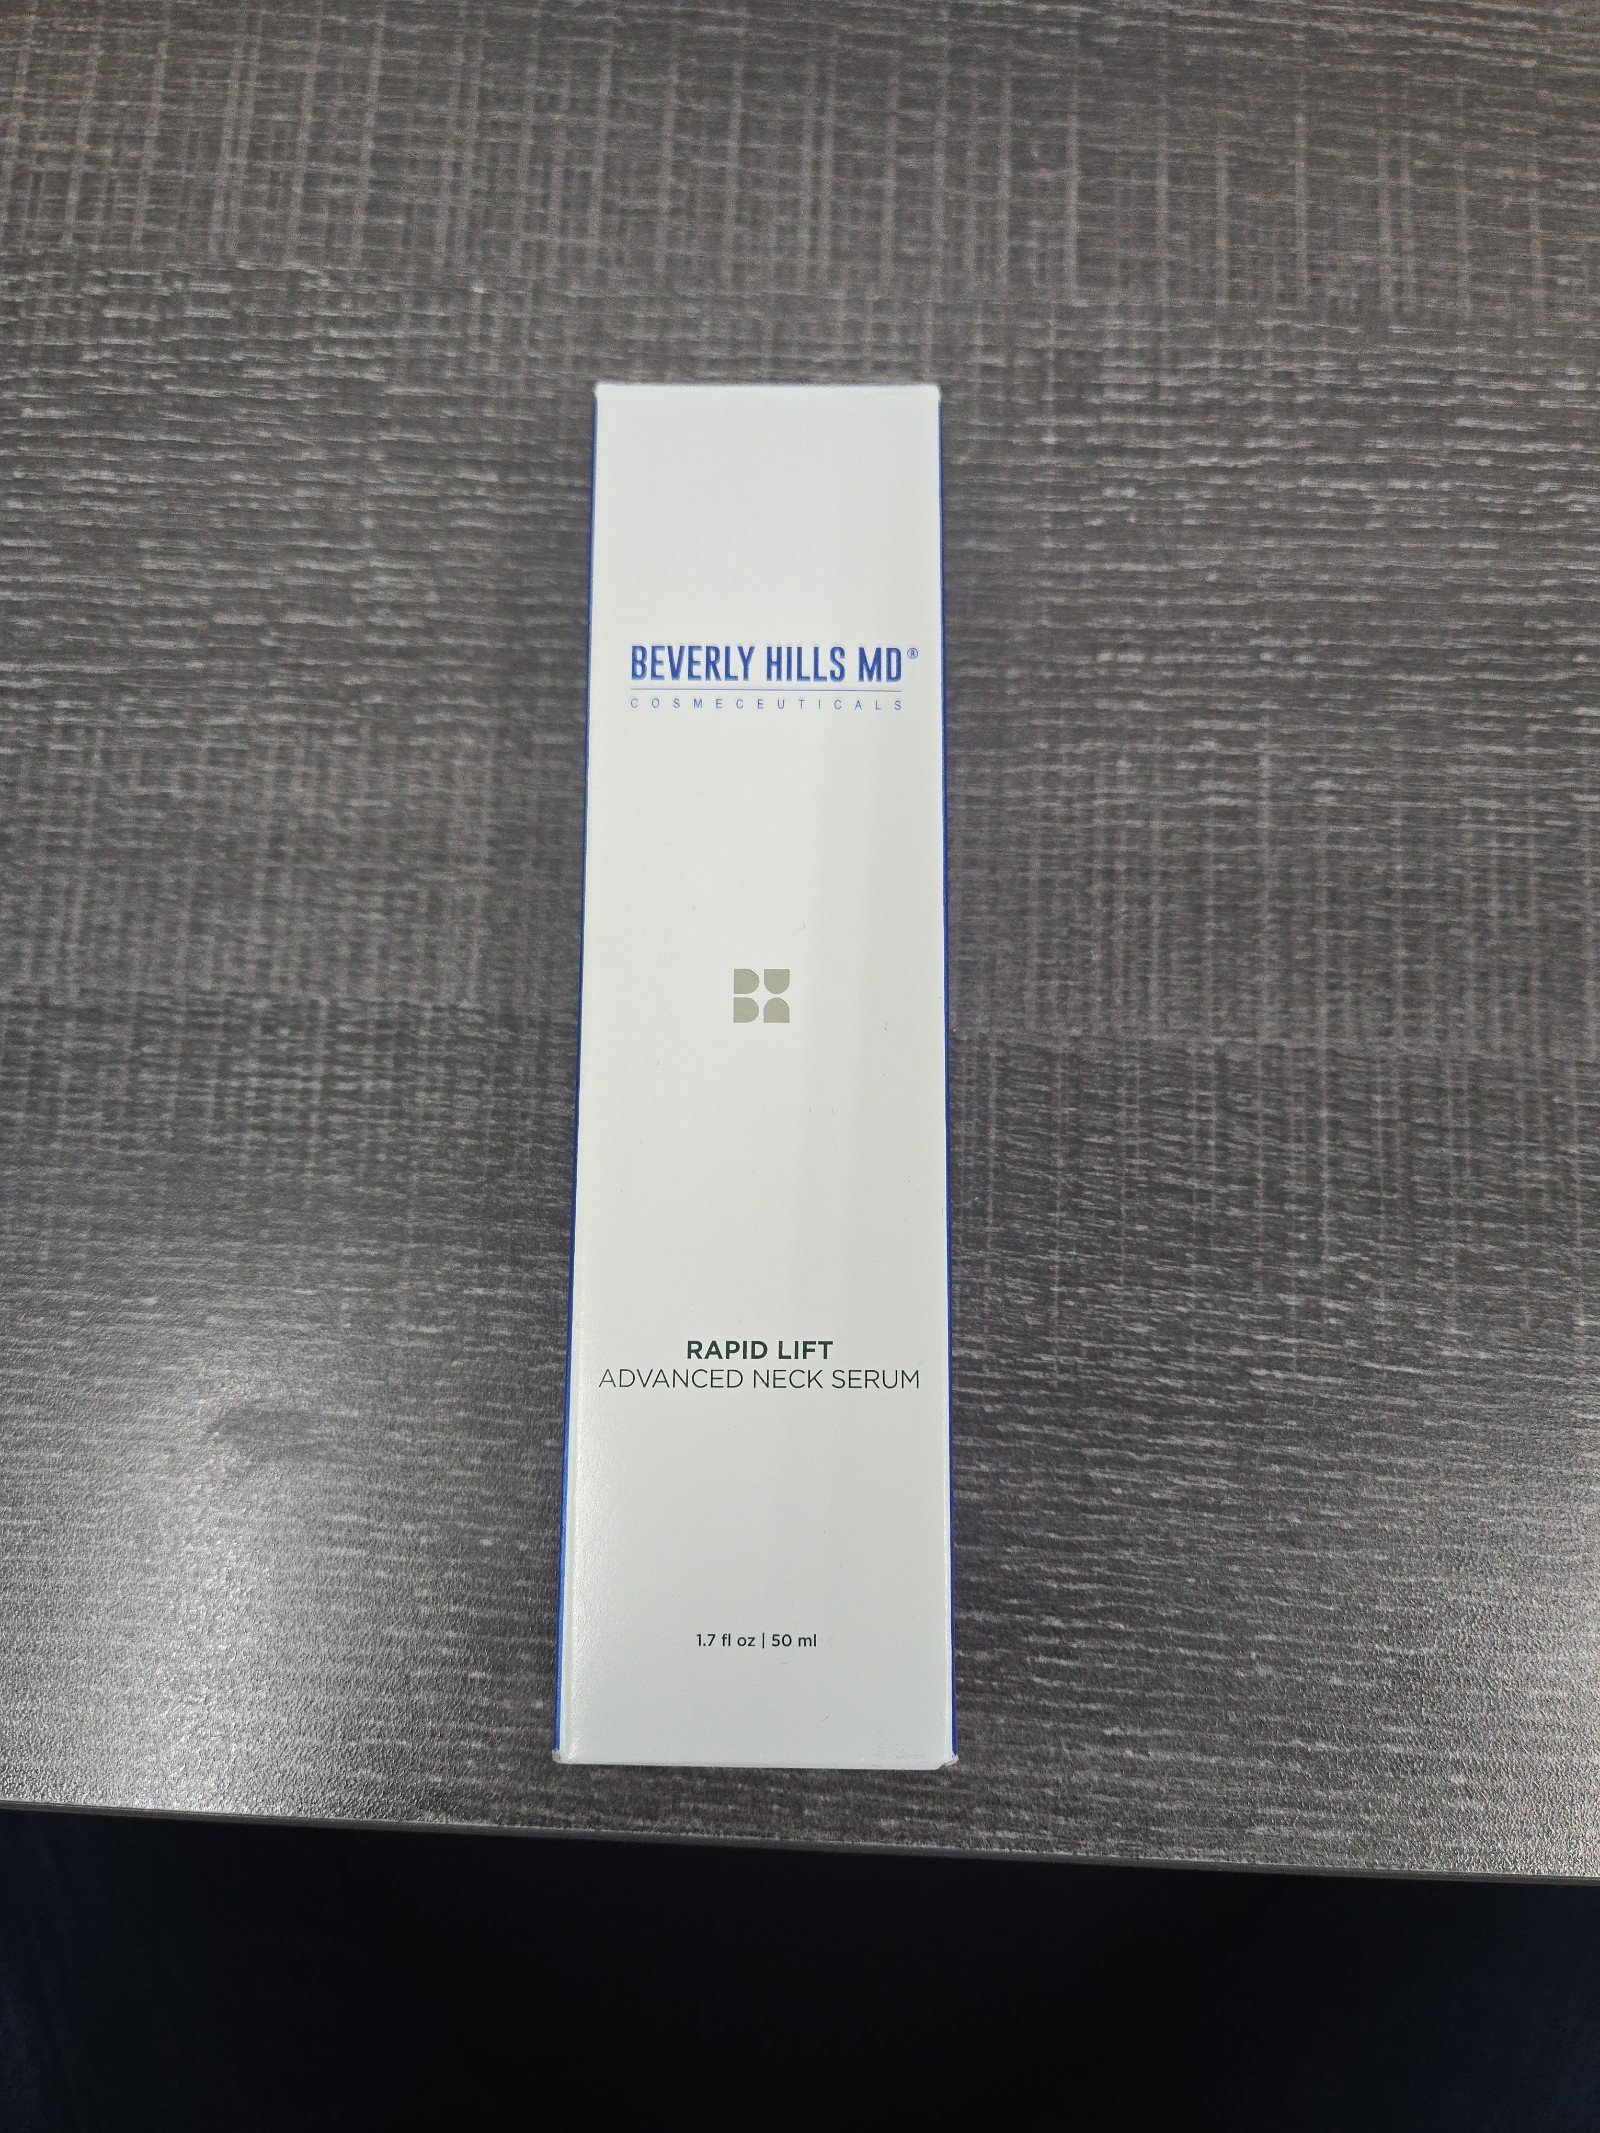 BEVERLY HILLS MD®
COSMECEUTICALS
RAPID LIFT
ADVANCED NECK SERUM
1.7 fl oz | 50 ml